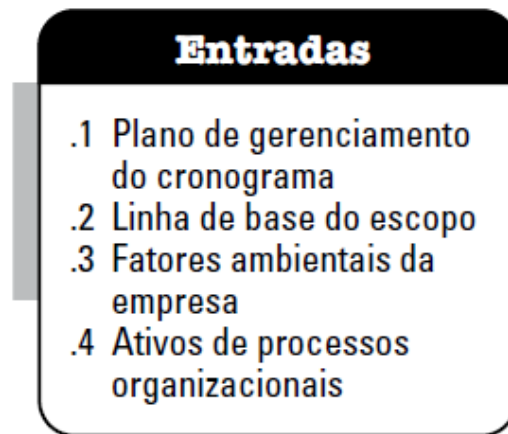 Entradas
.1 Plano de gerenciamento
do cronograma
.2 Linha de base do escopo
.3 Fatores ambientais da
empresa
.4 Ativos de processos
organizacionais